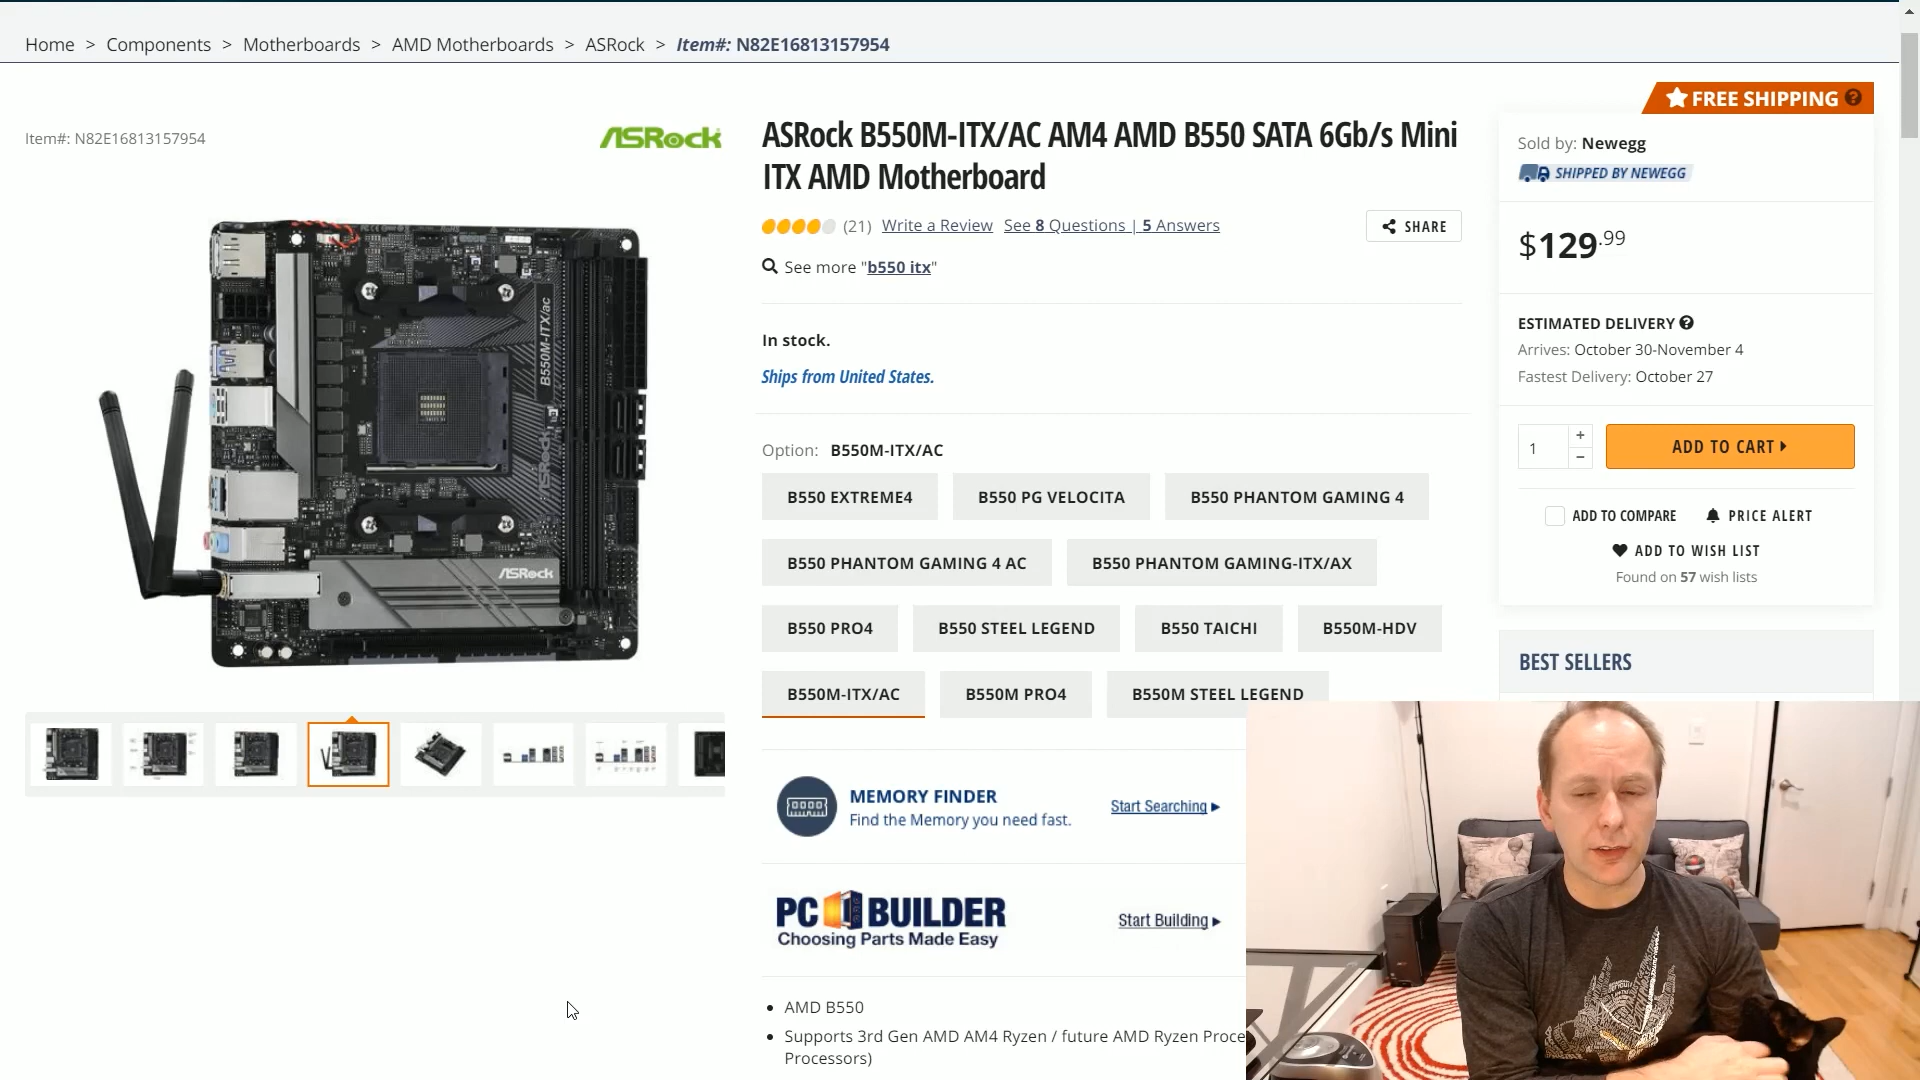 Home > Components > Motherboards > AMD Motherboards > ASRock > Item#: N82E16813157954
FREE SHIPPING
Item#: N82E16813157954
ASRock
ASRock B550M-ITX/AC AM4 AMD B550 SATA 6Gb/s Mini
ITX AMD Motherboard
(21) Write a Review See 8 Questions | 5 Answers
SHARE
See more "b550 itx"
In stock.
Ships from United States.
Sold by: Newegg
SHIPPED BY NEWEGG
$129.99
ESTIMATED DELIVERY
Arrives: October 30-November 4
Fastest Delivery: October 27
1
+
−
ADD TO CART
ADD TO COMPARE
PRICE ALERT
ADD TO WISH LIST
Found on 57 wish lists
BEST SELLERS
B550M-ITX/ac
ASRock
ASRock
Option: B550M-ITX/AC
B550 EXTREME4
B550 PG VELOCITA
B550 PHANTOM GAMING 4
B550 PHANTOM GAMING 4 AC
B550 PHANTOM GAMING-ITX/AX
B550 PRO4
B550 STEEL LEGEND
B550 TAICHI
B550M-HDV
B550M-ITX/AC
B550M PRO4
B550M STEEL LEGEND
MEMORY FINDER
Find the Memory you need fast.
Start Searching
PC BUILDER
Choosing Parts Made Easy
Start Building
AMD B550
Supports 3rd Gen AMD AM4 Ryzen / future AMD Ryzen Proce
Processors)